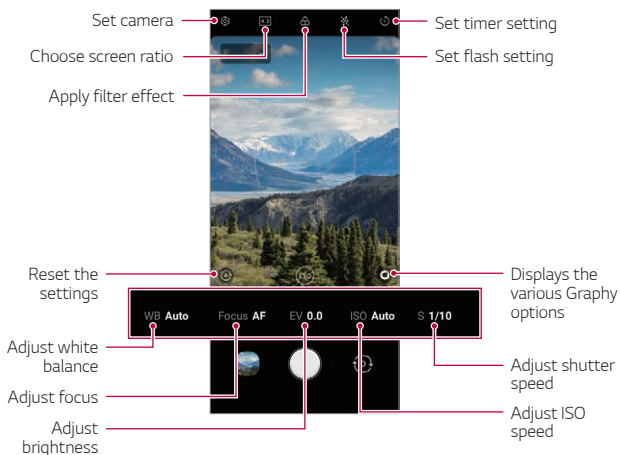 Set camera
Set timer setting
Choose screen ratio
Set flash setting
Apply filter effect
Reset the
settings
Displays the
various Graphy
options
WB Auto
Focus AF
EV 0.0
ISO Auto
S 1/10
Adjust white
balance
Adjust shutter
speed
Adjust focus
Adjust ISO
speed
Adjust
brightness